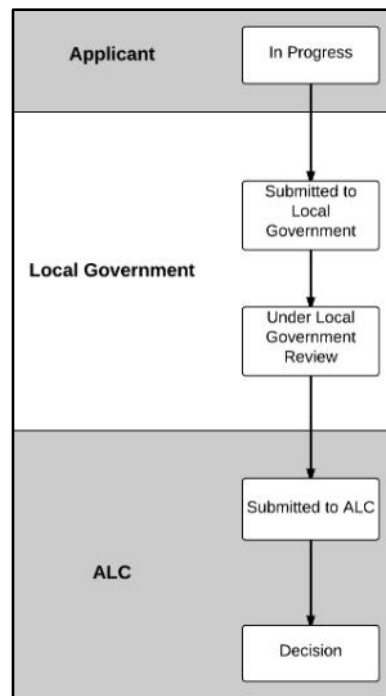 Applicant
In Progress
Submitted to
Local
Government
Local Government
Under Local
Government
Review
Submitted to ALC
ALC
Decision